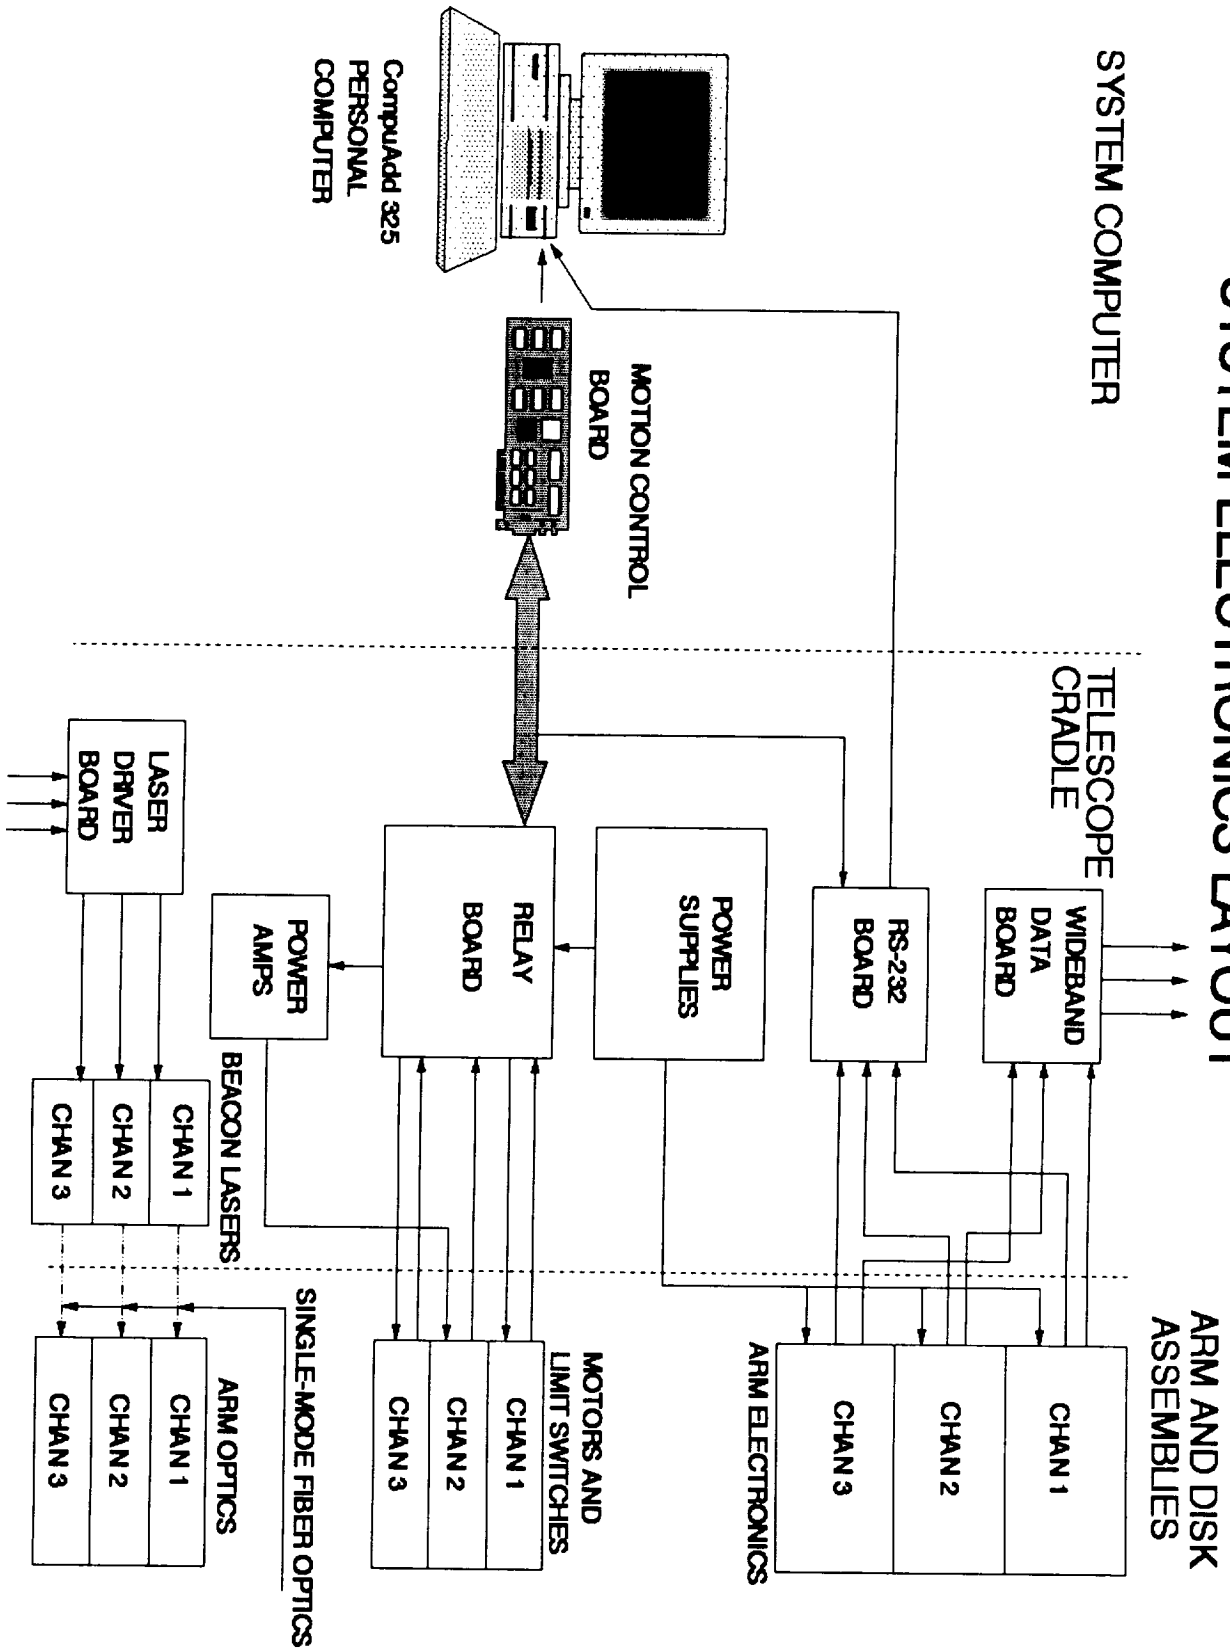 SYSTEM ELECTRONICS LAYOUT
SYSTEM COMPUTER
TELESCOPE
CRADLE
ARM AND DISK
ASSEMBLIES
WIDEBAND
DATA
BOARD
RS-232
BOARD
CHAN 1
CHAN 2
CHAN 3
ARM ELECTRONICS
POWER
SUPPLIES
MOTION CONTROL
BOARD
RELAY
BOARD
MOTORS AND
LIMIT SWITCHES
CHAN 1
CHAN 2
CHAN 3
CompuAdd 325
PERSONAL
COMPUTER
POWER
AMPS
SINGLE-MODE FIBER OPTICS
BEACON LASERS
ARM OPTICS
LASER
DRIVER
BOARD
CHAN 1
CHAN 2
CHAN 3
CHAN 1
CHAN 2
CHAN 3